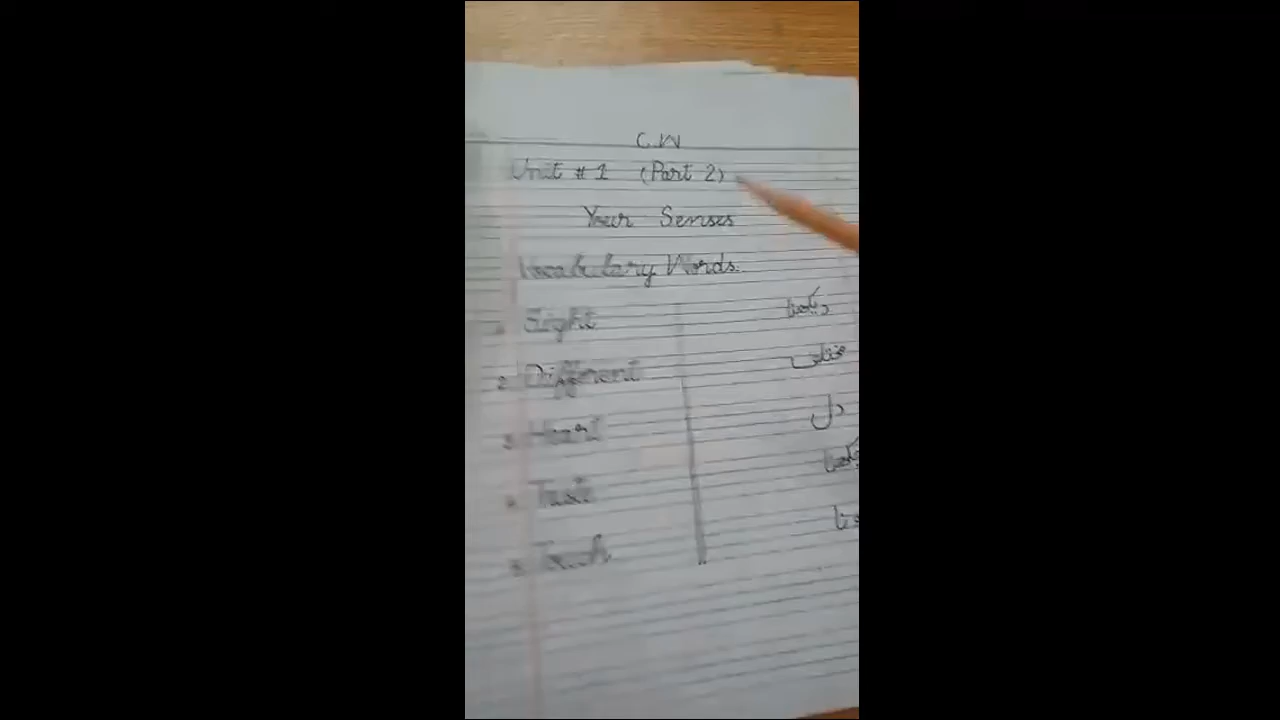 C.W
Unit # 1 (Part 2)
Your Senses
Vocabulary Words.
1. Sight دیکھنا
2. Different مختلف
3. Heart دل
4. Taste
5. Touch